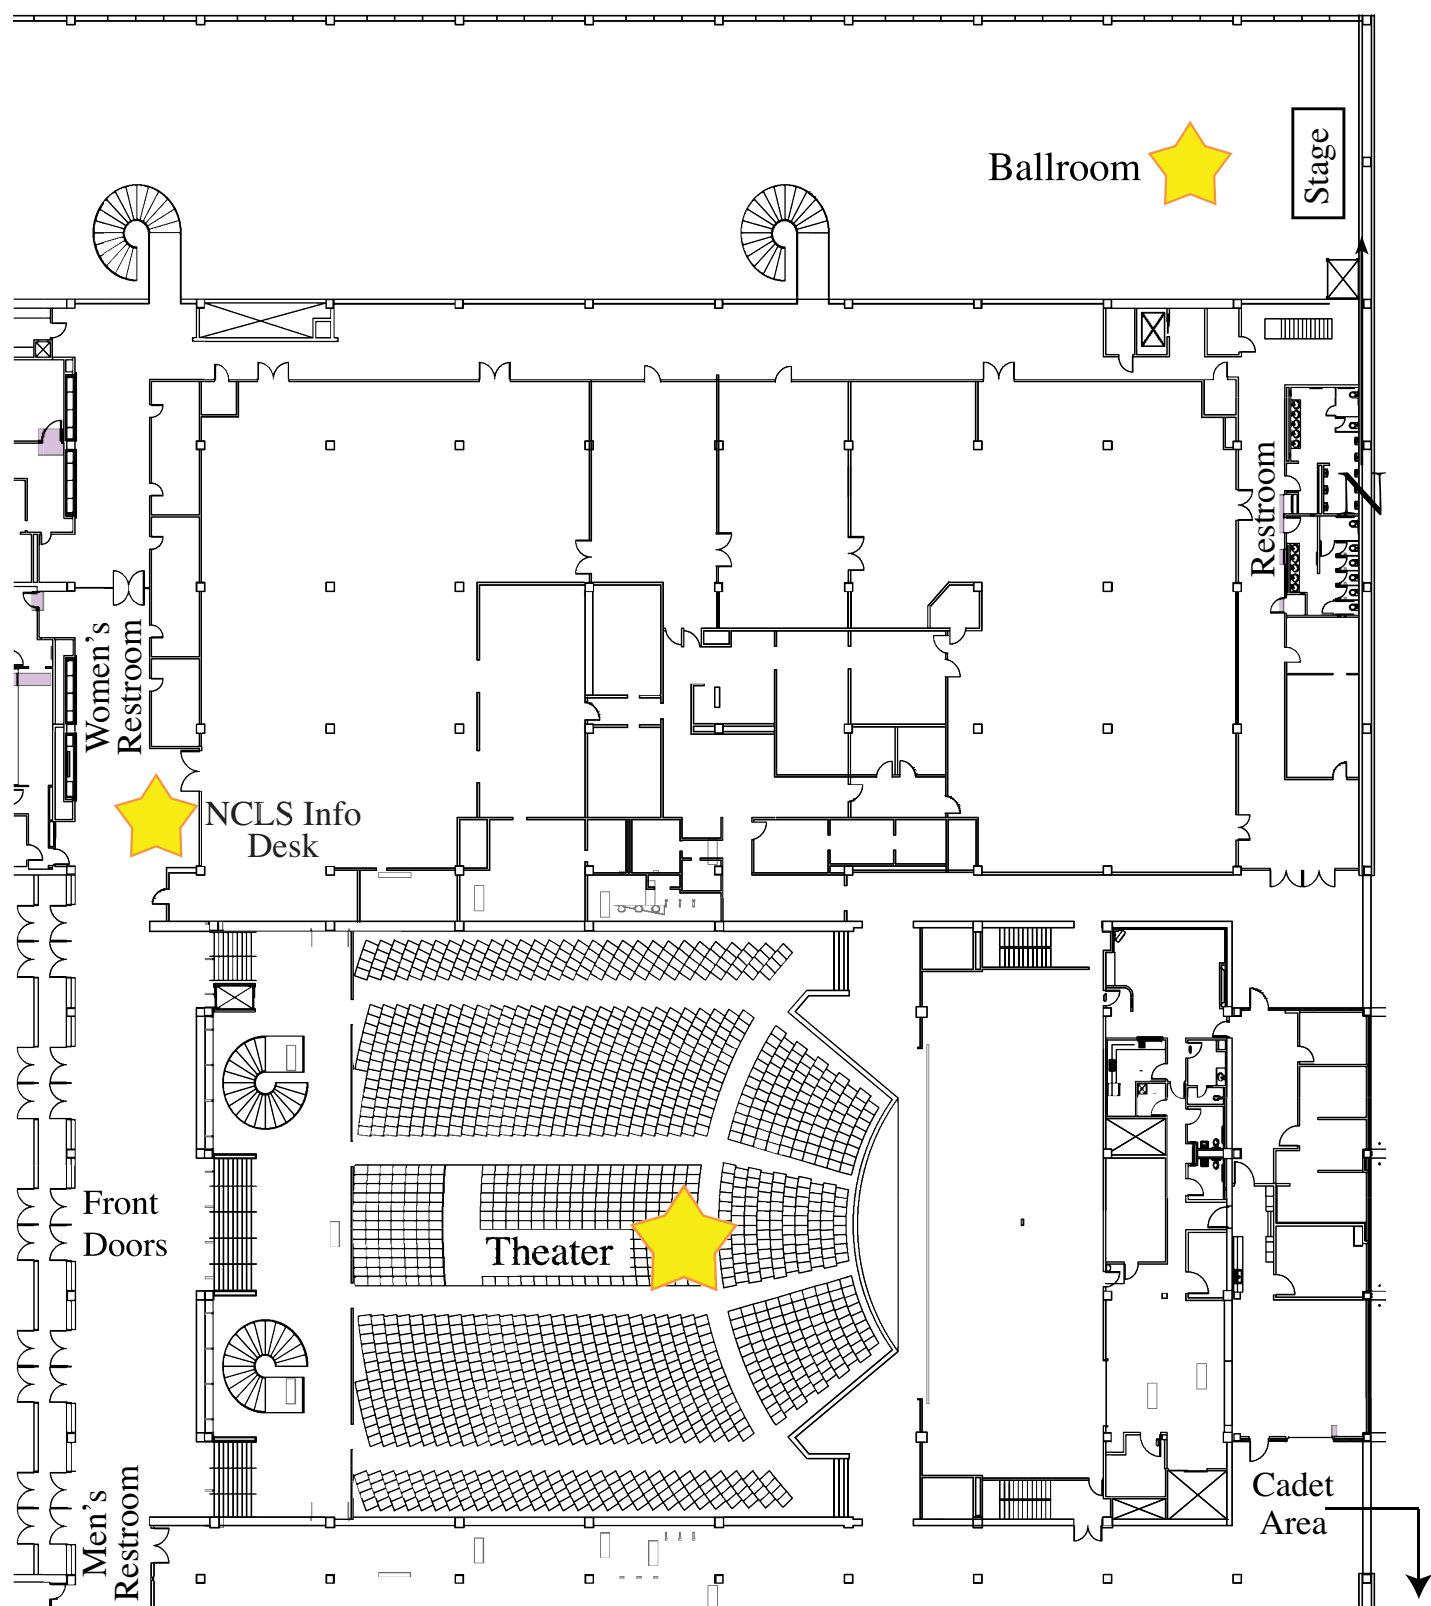 Ballroom
Stage
Restroom
Women's
Restroom
NCLS Info
Desk
Front
Doors
Theater
Men's
Restroom
Cadet
Area